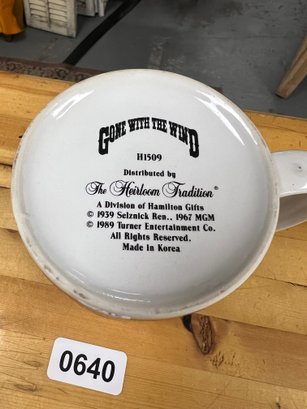 GONE WITH THE WIND
H1509
Distributed by
The Heirloom Tradition®
A Division of Hamilton Gifts
© 1939 Selznick Ren., 1967 MGM
© 1989 Turner Entertainment Co.
All Rights Reserved.
Made in Korea
0640